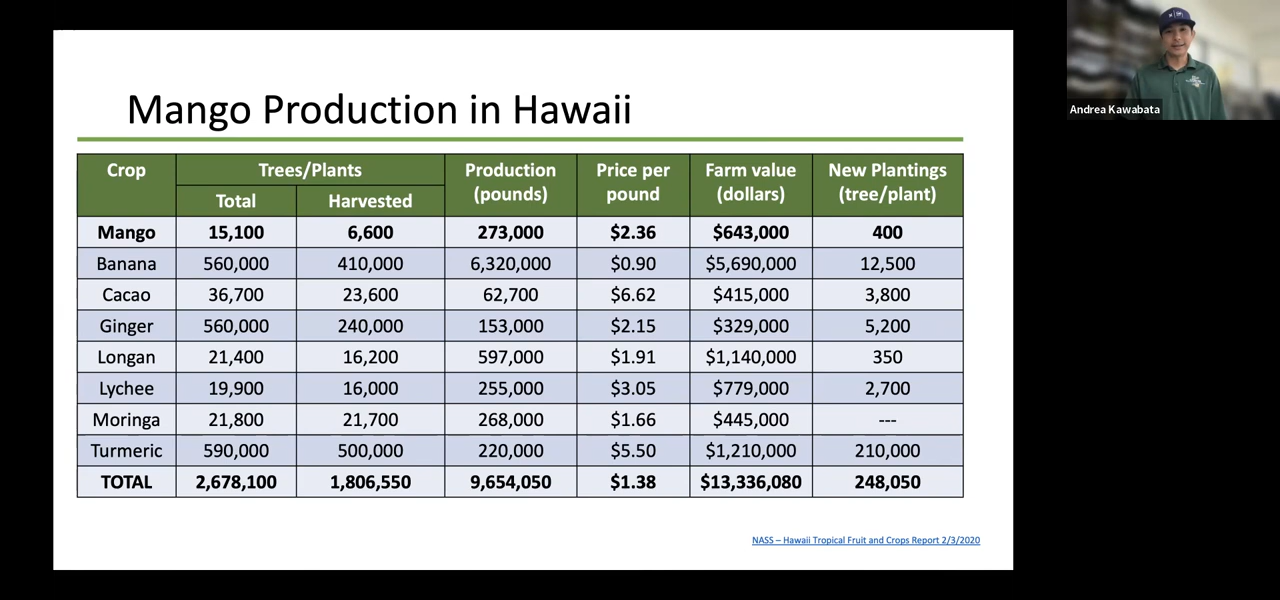 Mango Production in Hawaii
Crop Trees/Plants Production (pounds) Price per pound Farm value (dollars) New Plantings (tree/plant)
Total Harvested
Mango 15,100 6,600 273,000 $2.36 $643,000 400
Banana 560,000 410,000 6,320,000 $0.90 $5,690,000 12,500
Cacao 36,700 23,600 62,700 $6.62 $415,000 3,800
Ginger 560,000 240,000 153,000 $2.15 $329,000 5,200
Longan 21,400 16,200 597,000 $1.91 $1,140,000 350
Lychee 19,900 16,000 255,000 $3.05 $779,000 2,700
Moringa 21,800 21,700 268,000 $1.66 $445,000 ---
Turmeric 590,000 500,000 220,000 $5.50 $1,210,000 210,000
TOTAL 2,678,100 1,806,550 9,654,050 $1.38 $13,336,080 248,050
NASS – Hawaii Tropical Fruit and Crops Report 2/3/2020
Andrea Kawabata